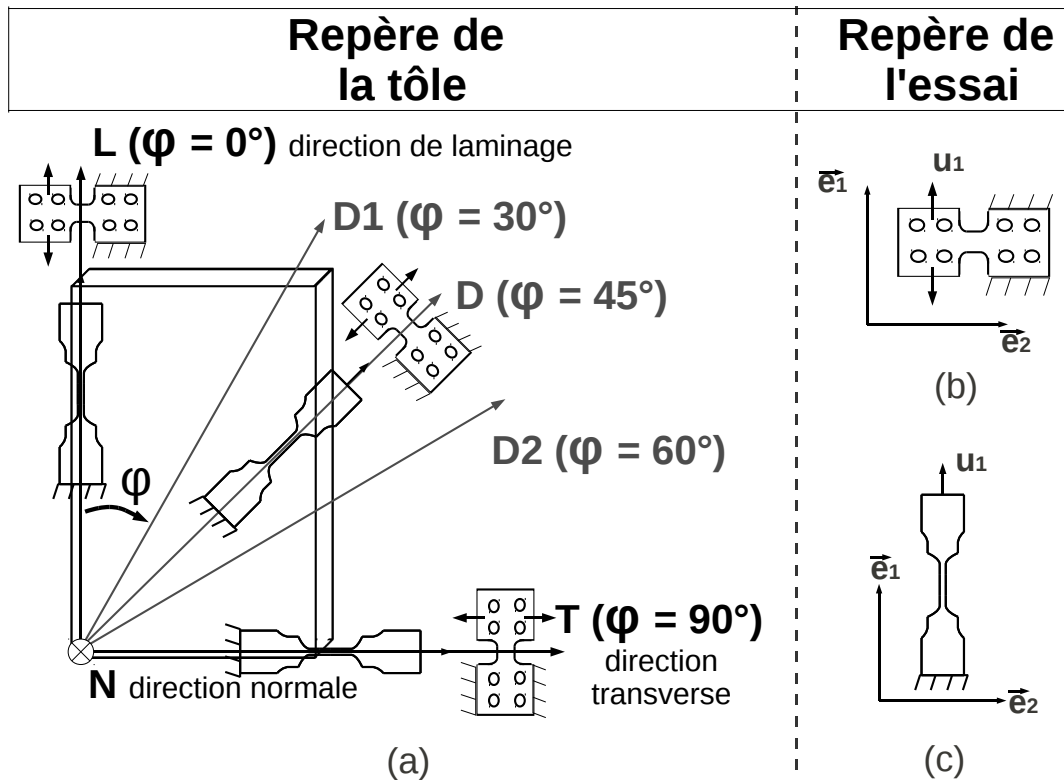 Repère de
la tôle
Repère de
l'essai
L (φ = 0°) direction de laminage
D1 (φ = 30°)
D (φ = 45°)
D2 (φ = 60°)
φ
T (φ = 90°)
direction
transverse
N direction normale
(a)
u1
e1
e2
(b)
u1
e1
e2
(c)